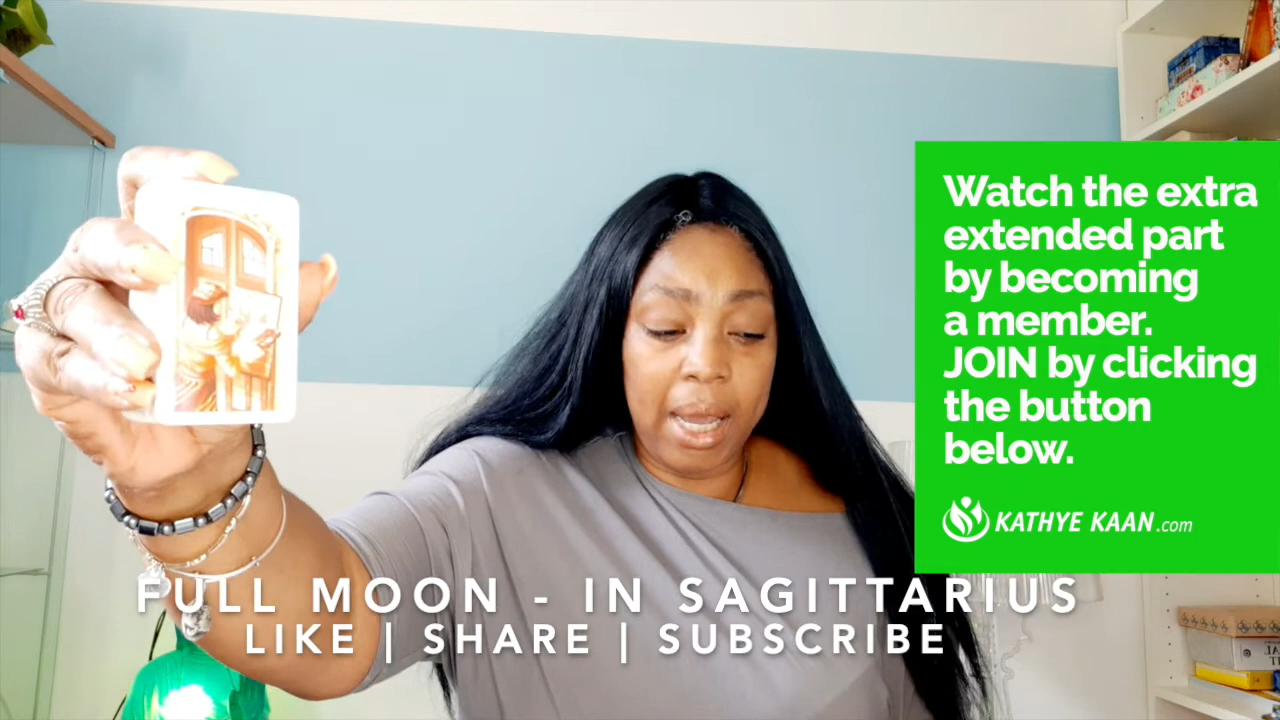 Watch the extra
extended part
by becoming
a member.
JOIN by clicking
the button
below.
KATHYE KAAN.com
FULL MOON - IN SAGITTARIUS
LIKE | SHARE | SUBSCRIBE